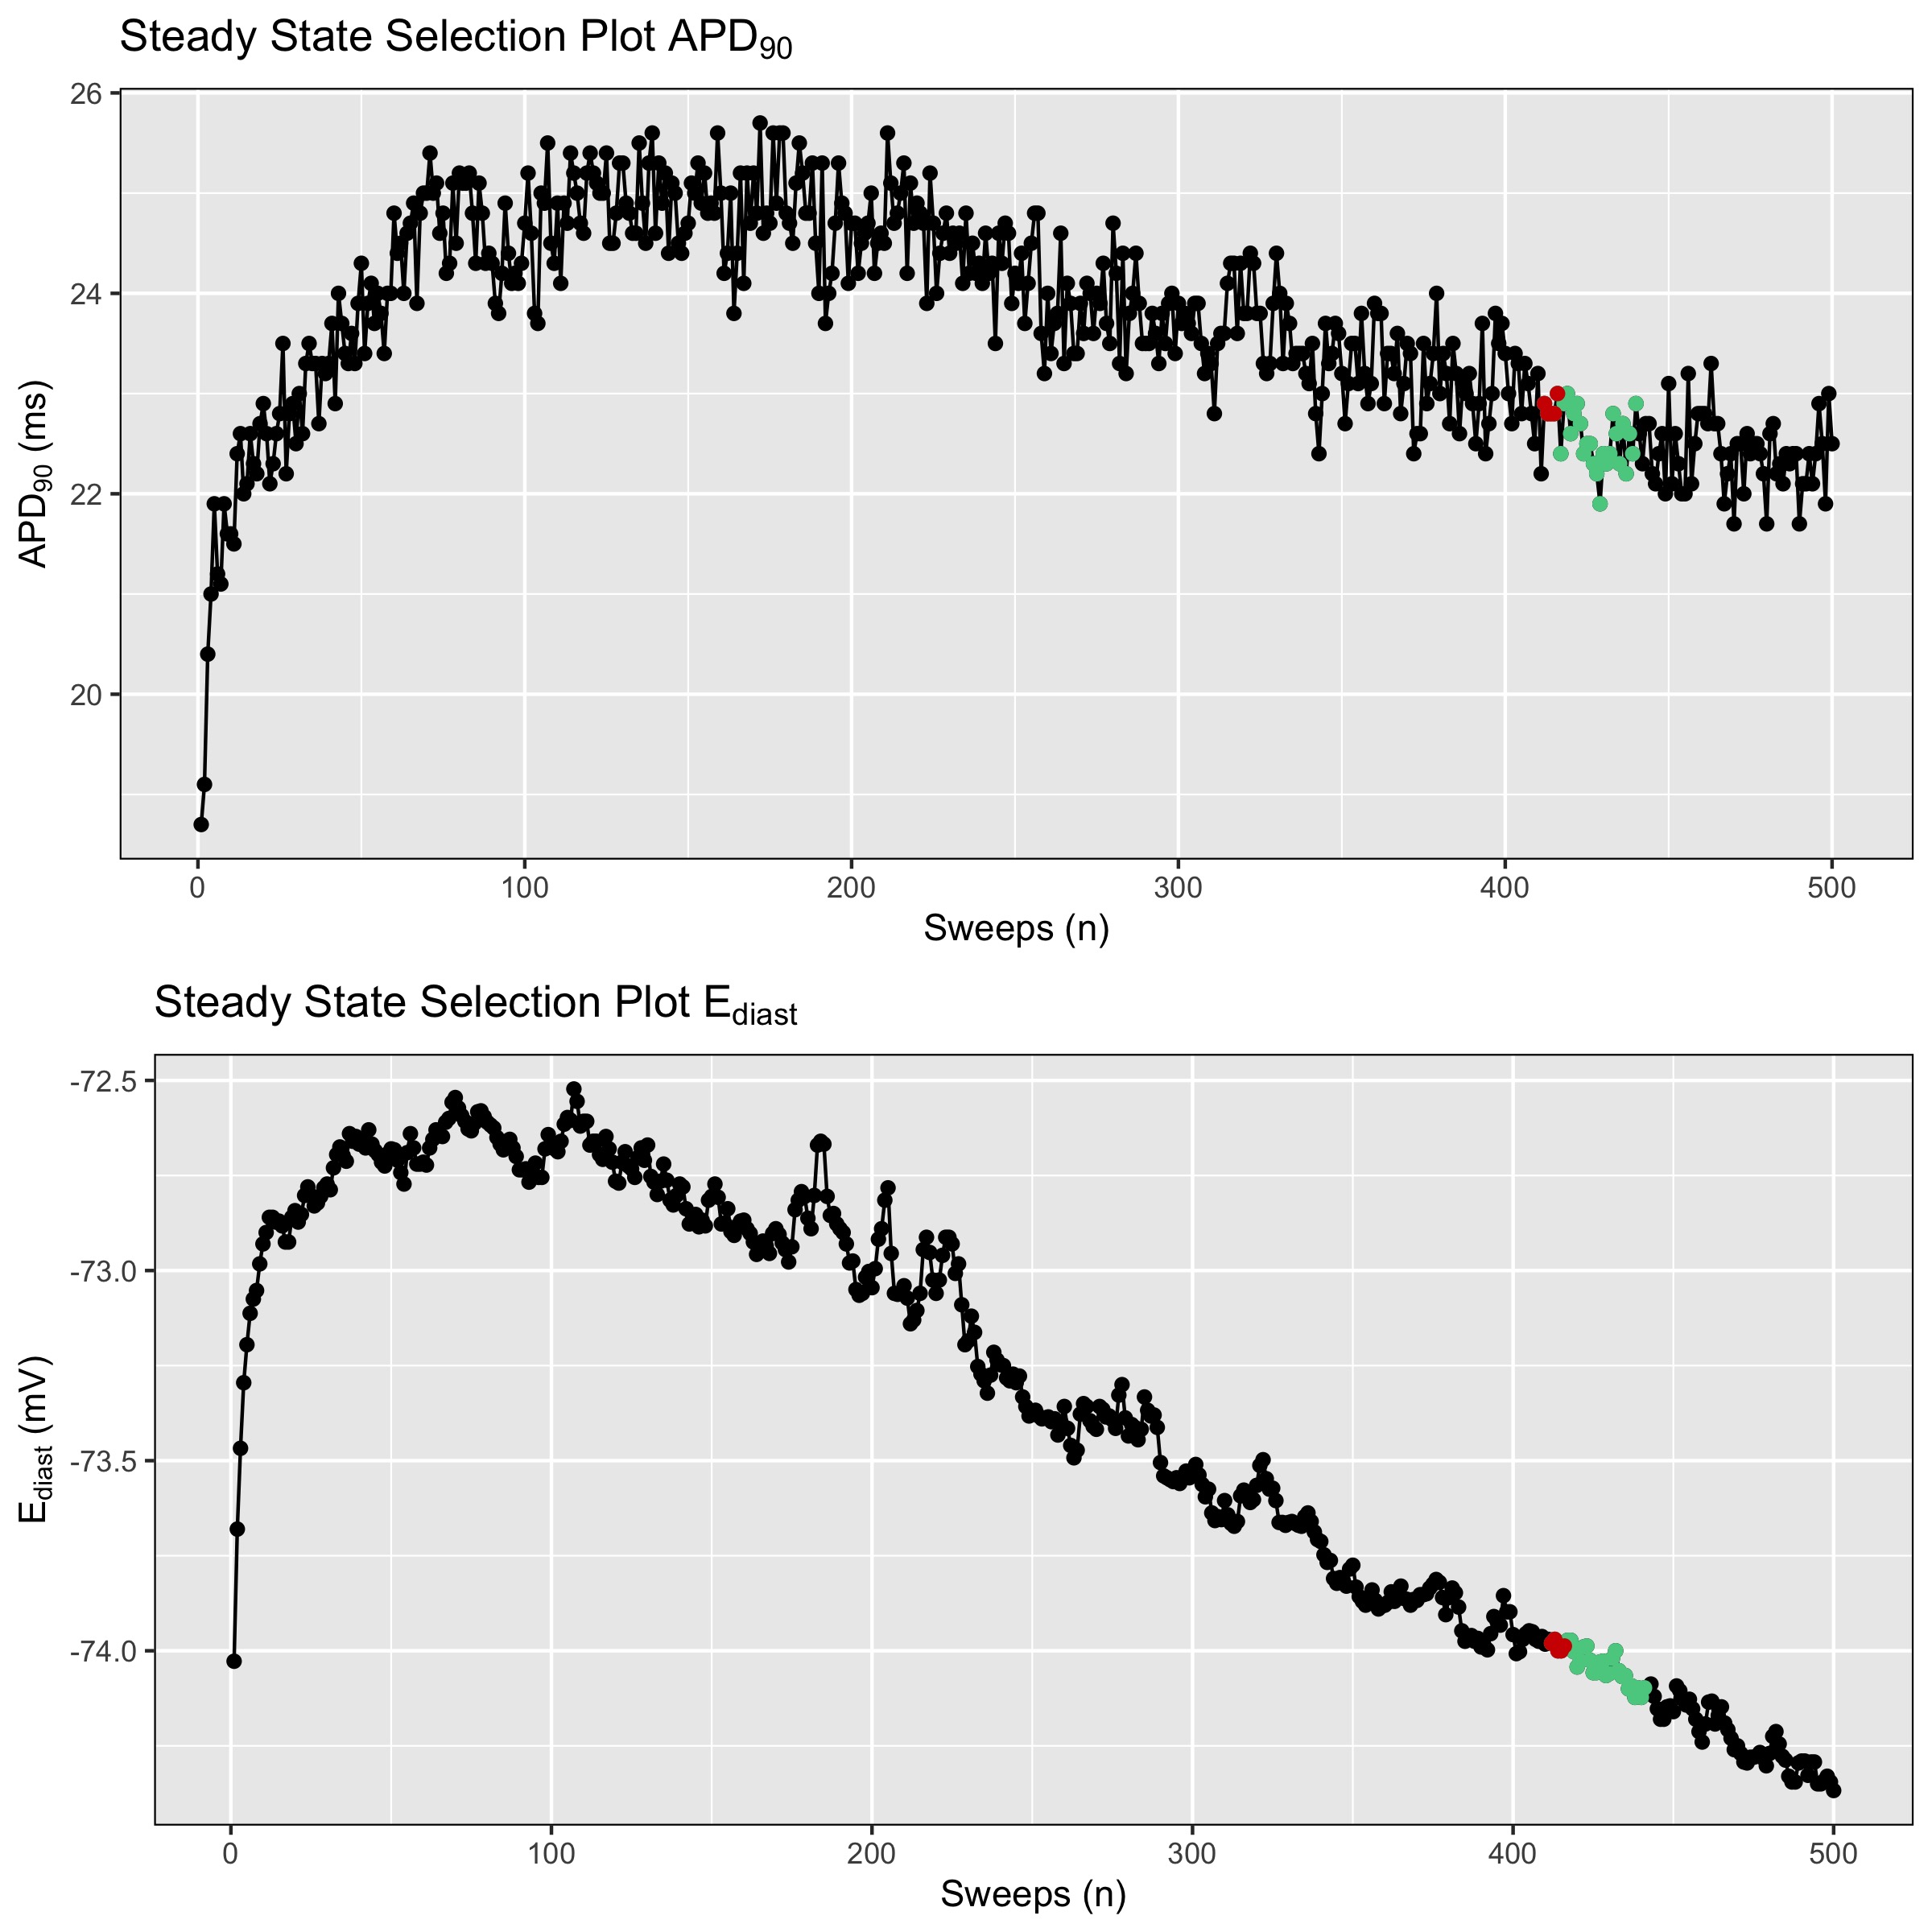 Steady State Selection Plot APD90
26
24
22
20
APD90 (ms)
0 100 200 300 400 500
Sweeps (n)
Steady State Selection Plot Ediast
-72.5
-73.0
-73.5
-74.0
Ediast (mV)
0 100 200 300 400 500
Sweeps (n)